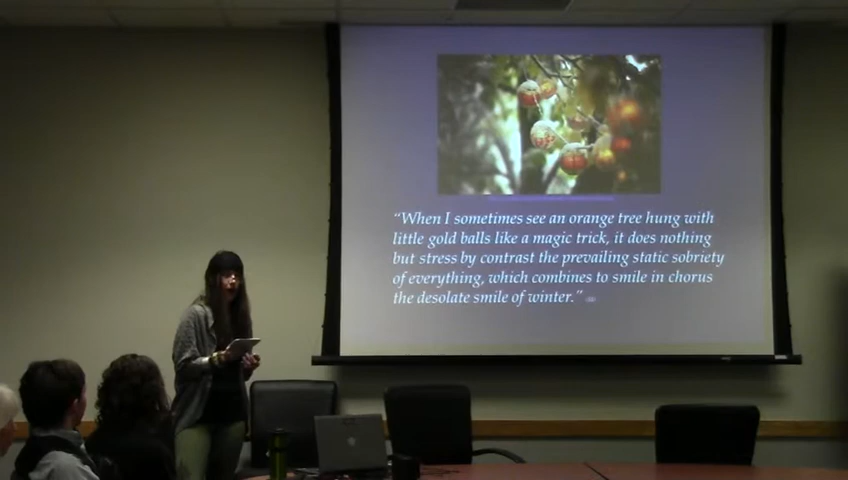 “When I sometimes see an orange tree hung with
little gold balls like a magic trick, it does nothing
but stress by contrast the prevailing static sobriety
of everything, which combines to smile in chorus
the desolate smile of winter.”